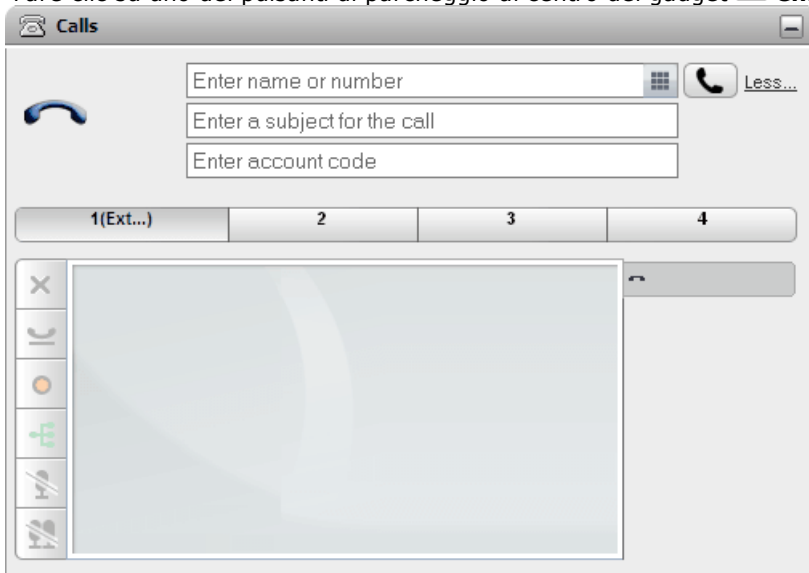 Calls
Enter name or number
Less...
Enter a subject for the call
Enter account code
1(Ext...) 2 3 4